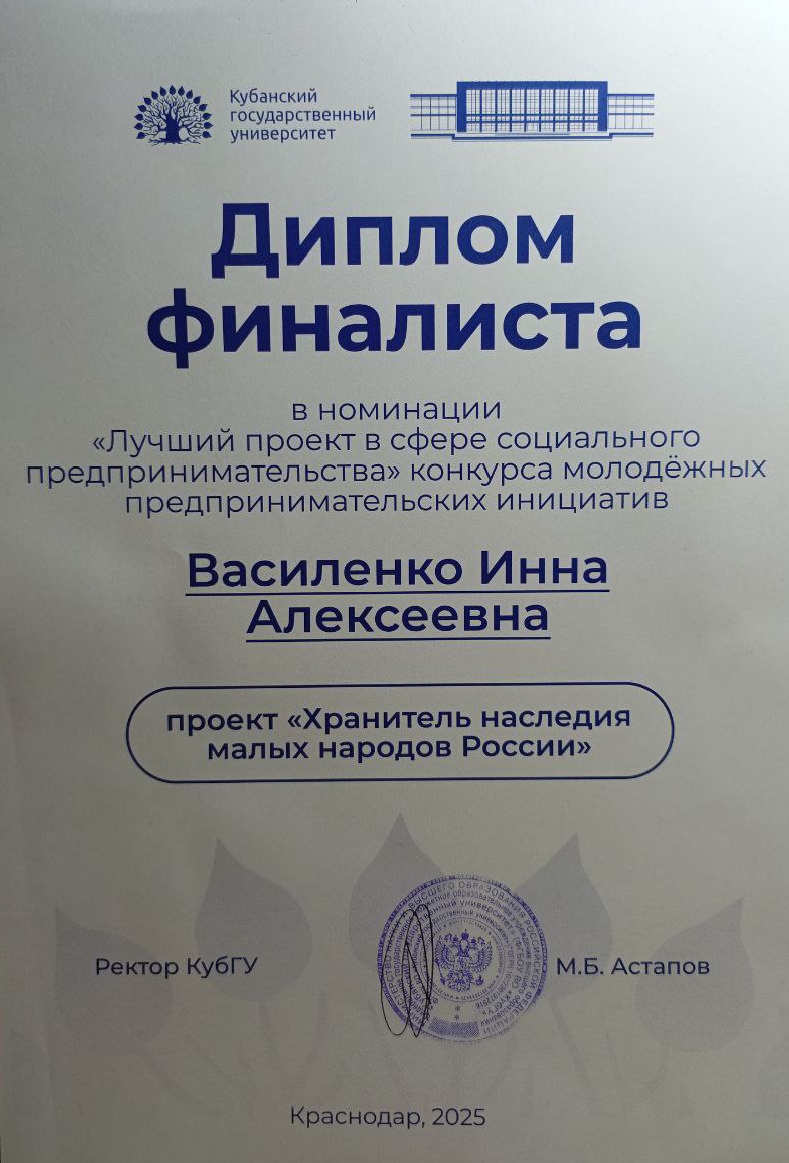 Кубанский
государственный
университет
Диплом
финалиста
в номинации
«Лучший проект в сфере социального
предпринимательства» конкурса молодёжных
предпринимательских инициатив
Василенко Инна
Алексеевна
проект «Хранитель наследия
малых народов России»
Ректор КубГУ
М.Б. Астапов
Краснодар, 2025